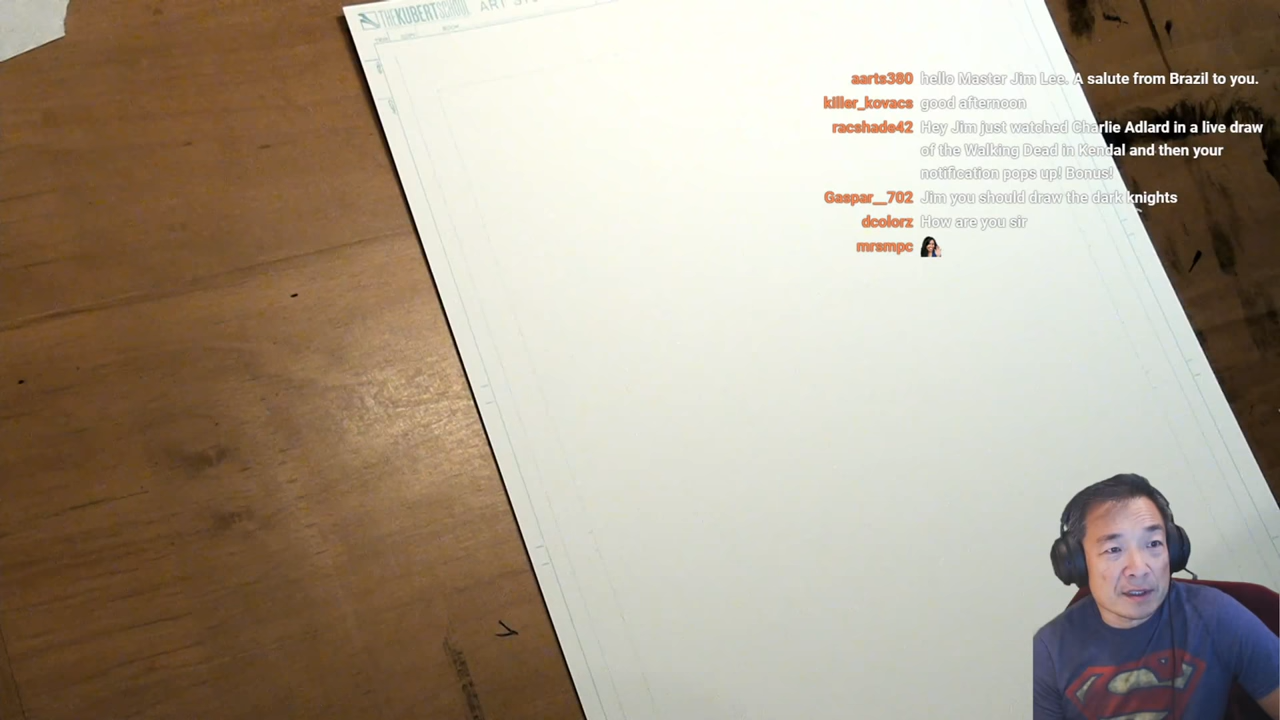 THE KUBERT SCHOOL ART
aarts380 hello Master Jim Lee. A salute from Brazil to you.
killer_kovacs good afternoon
racshade42 Hey Jim just watched Charlie Adlard in a live draw
of the Walking Dead in Kendal and then your
notification pops up! Bonus!
Gaspar__702 Jim you should draw the dark knights
dcolorz How are you sir
mrsmpc